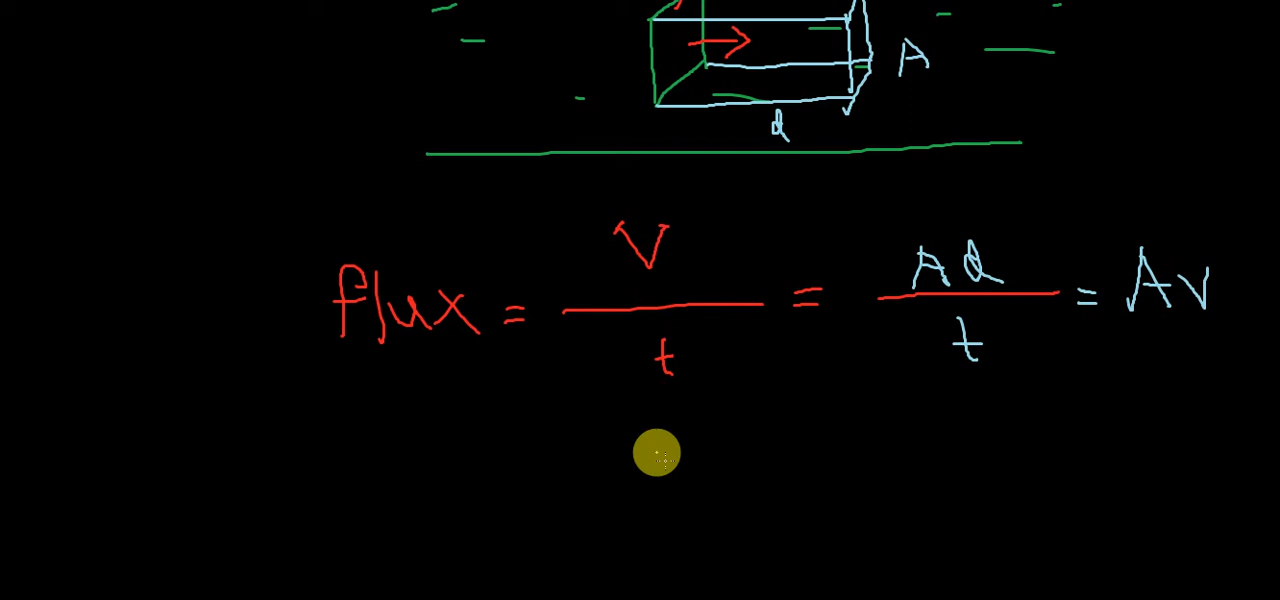 A
d
flux = V/t = Ad/t = Av